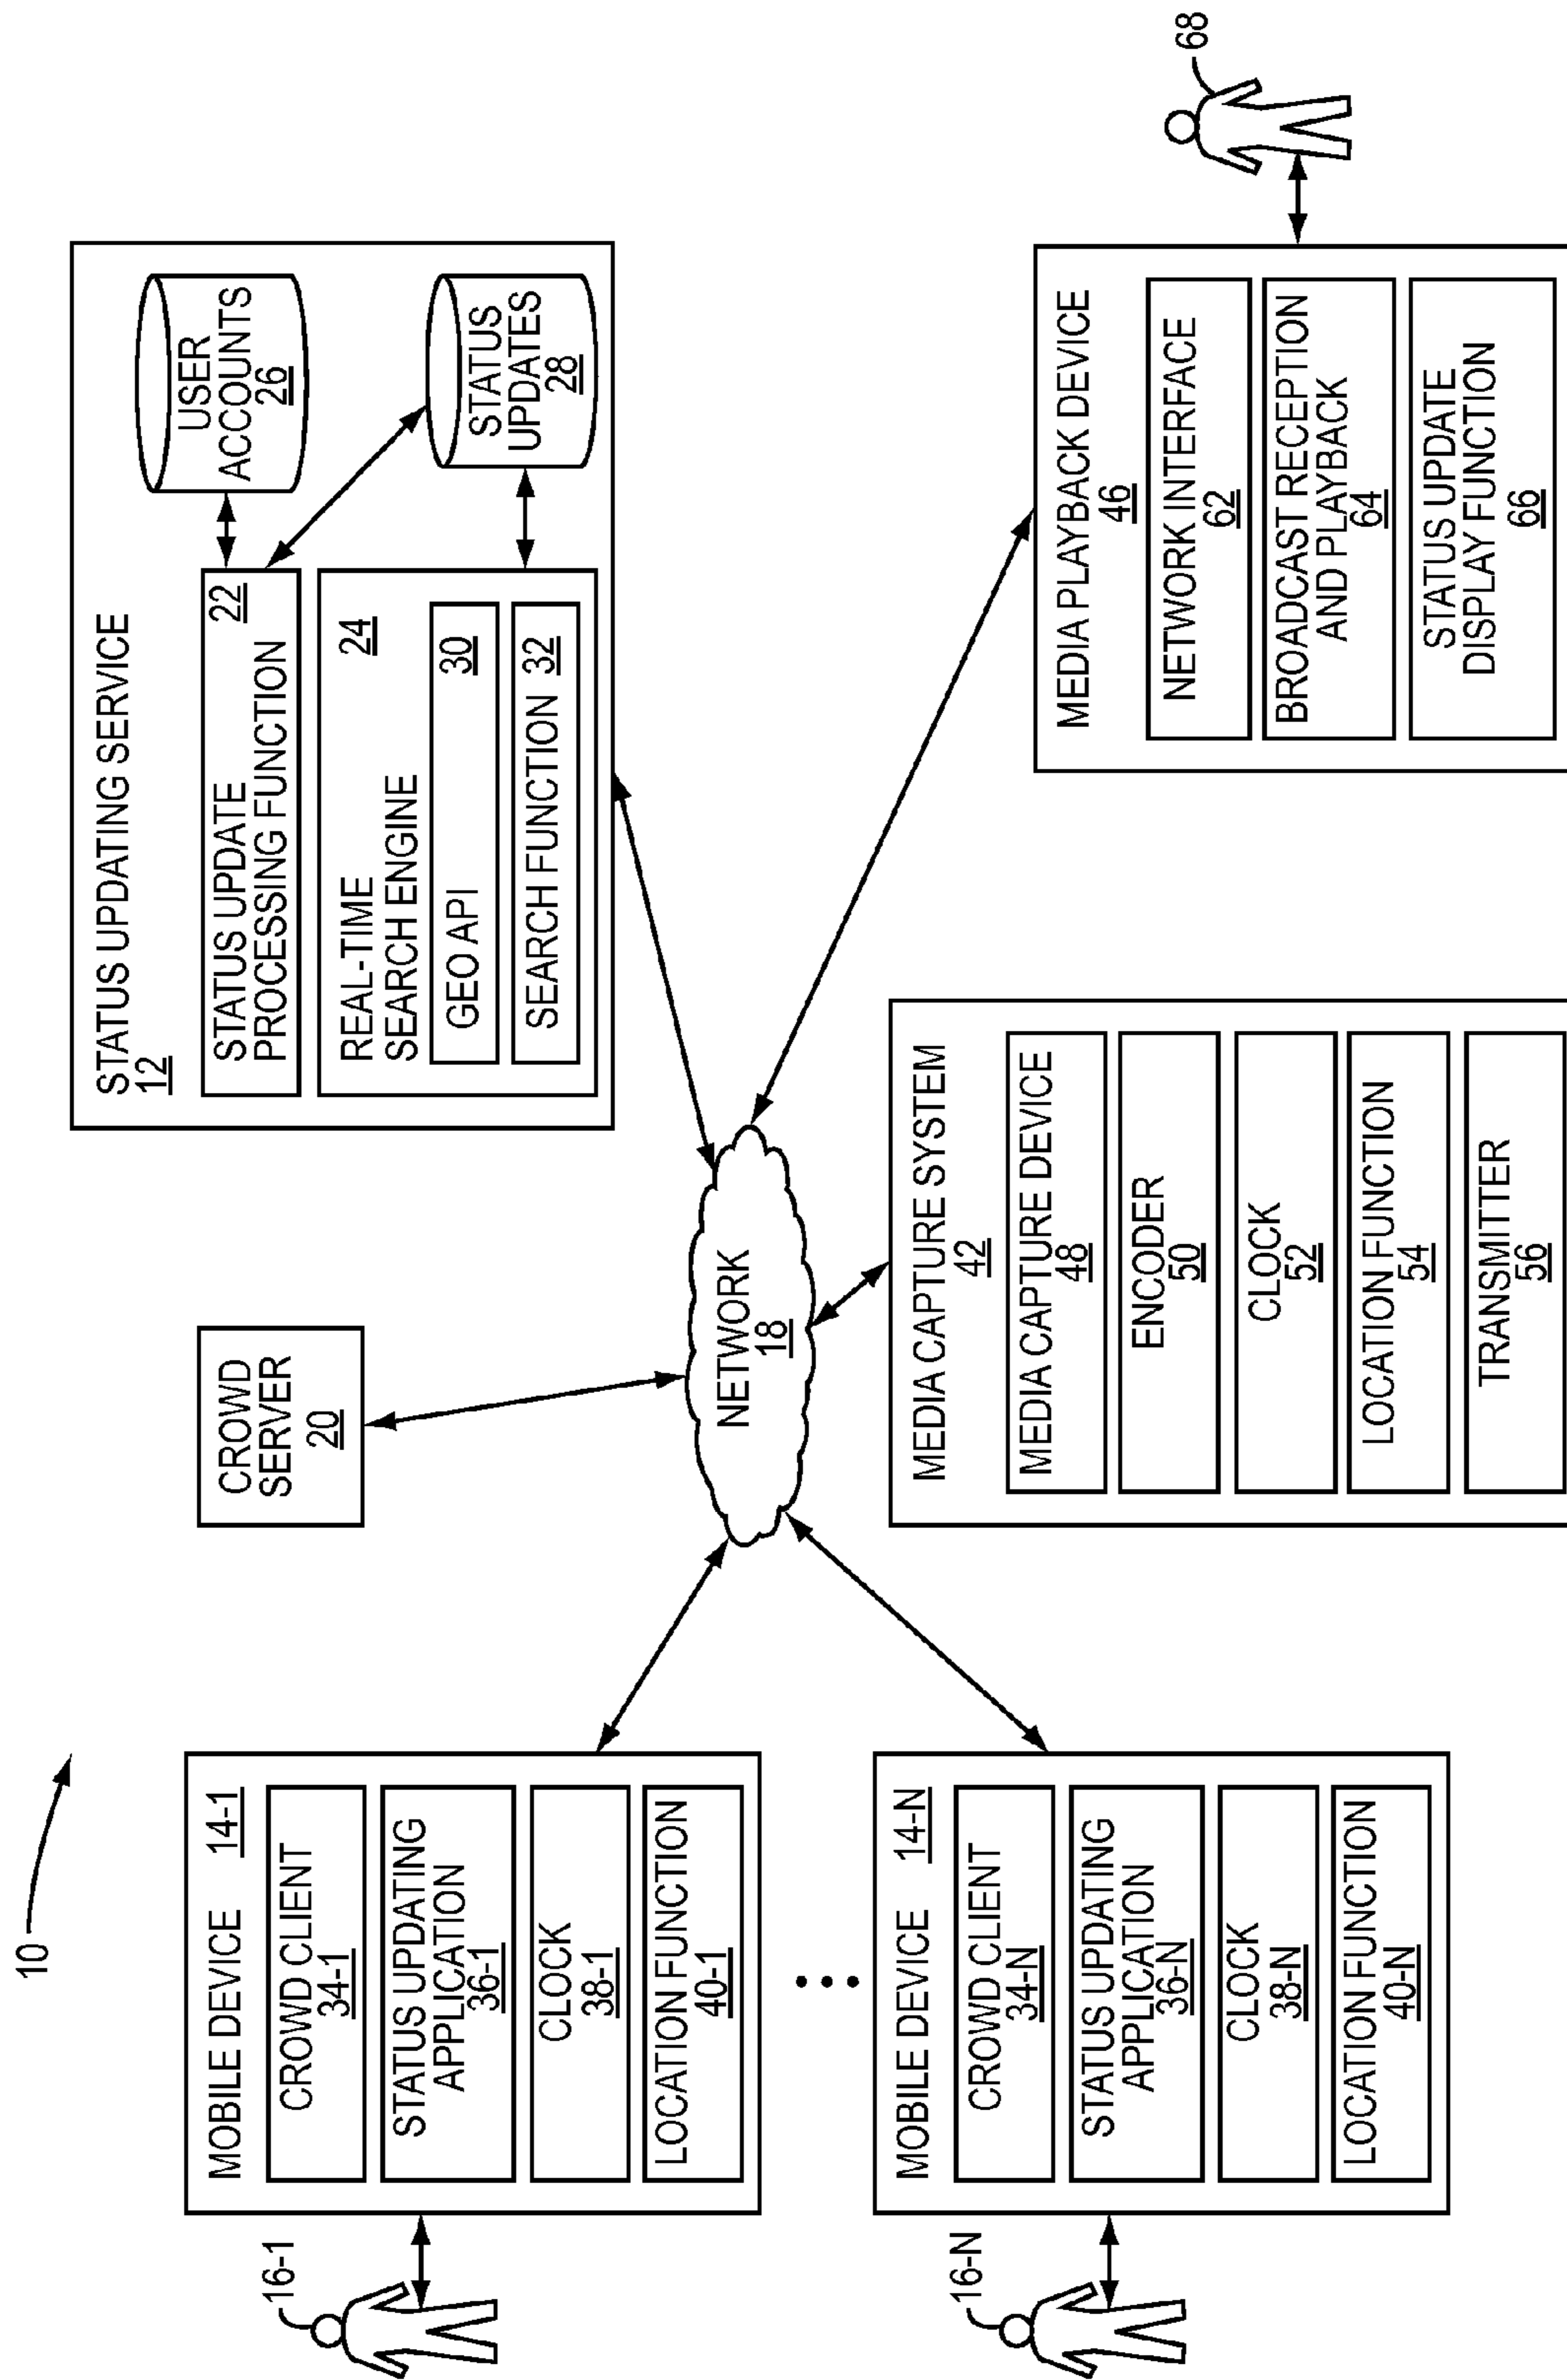 10
STATUS UPDATING SERVICE
12
STATUS UPDATE
PROCESSING FUNCTION
22
REAL-TIME
SEARCH ENGINE
24
GEO API
30
SEARCH FUNCTION 32
USER
ACCOUNTS
26
STATUS
UPDATES
28
CROWD
SERVER
20
NETWORK
18
16-1
MOBILE DEVICE 14-1
CROWD CLIENT
34-1
STATUS UPDATING
APPLICATION
36-1
CLOCK
38-1
LOCATION FUNCTION
40-1
16-N
MOBILE DEVICE 14-N
CROWD CLIENT
34-N
STATUS UPDATING
APPLICATION
36-N
CLOCK
38-N
LOCATION FUNCTION
40-N
MEDIA CAPTURE SYSTEM
42
MEDIA CAPTURE DEVICE
48
ENCODER
50
CLOCK
52
LOCATION FUNCTION
54
TRANSMITTER
56
MEDIA PLAYBACK DEVICE
46
NETWORK INTERFACE
62
BROADCAST RECEPTION
AND PLAYBACK
64
STATUS UPDATE
DISPLAY FUNCTION
66
68